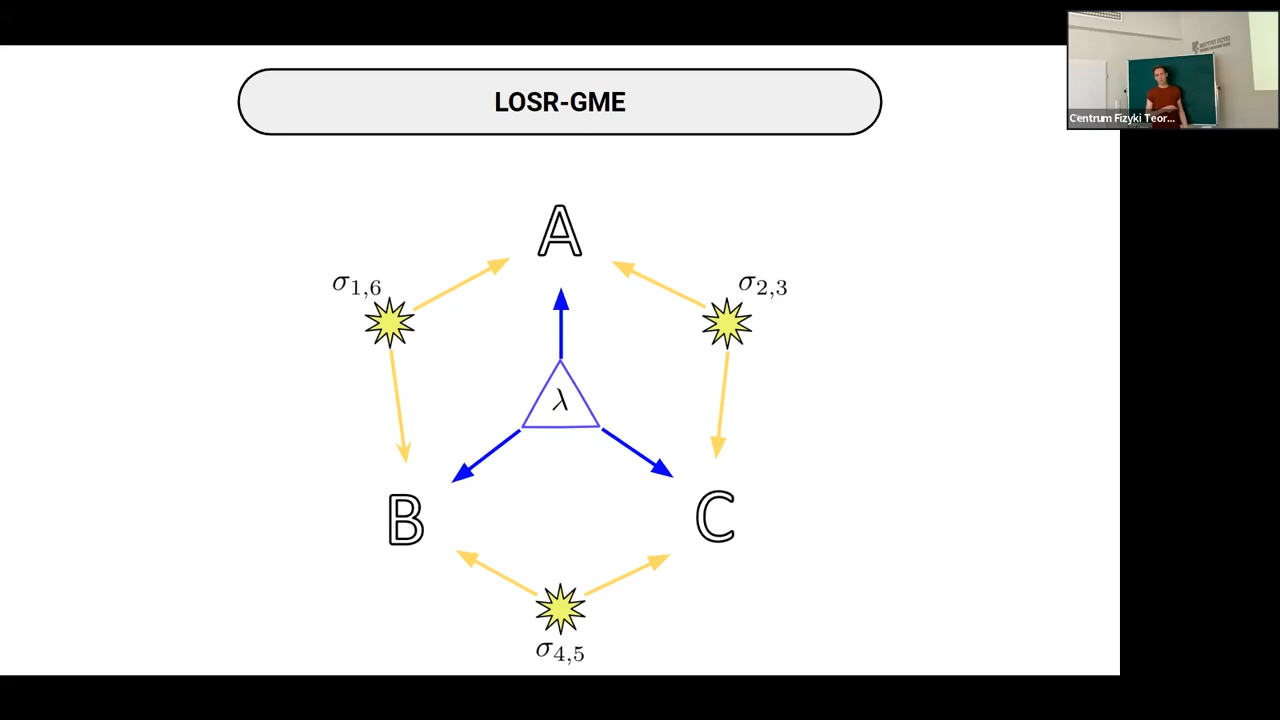 LOSR-GME
A
σ1,6
σ2,3
λ
B
C
σ4,5
Centrum Fizyki Teor...